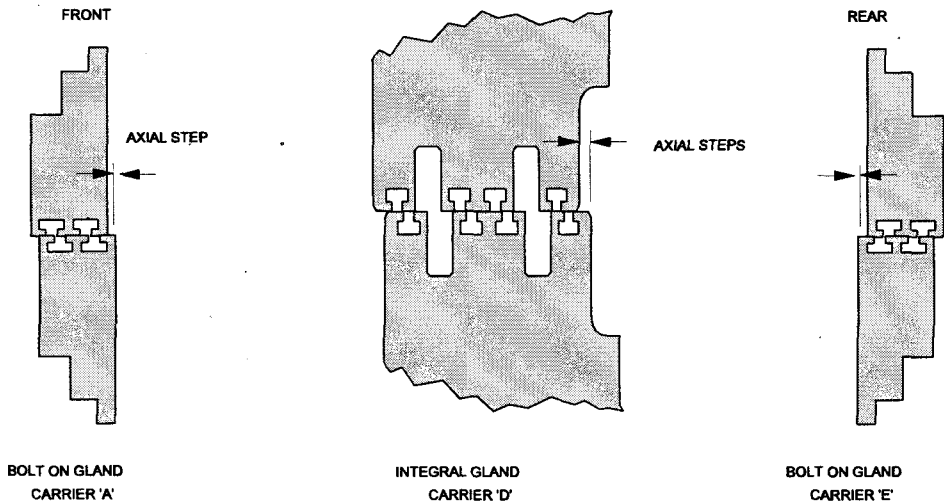 FRONT
REAR
AXIAL STEP
AXIAL STEPS
BOLT ON GLAND
CARRIER 'A'
INTEGRAL GLAND
CARRIER 'D'
BOLT ON GLAND
CARRIER 'E'